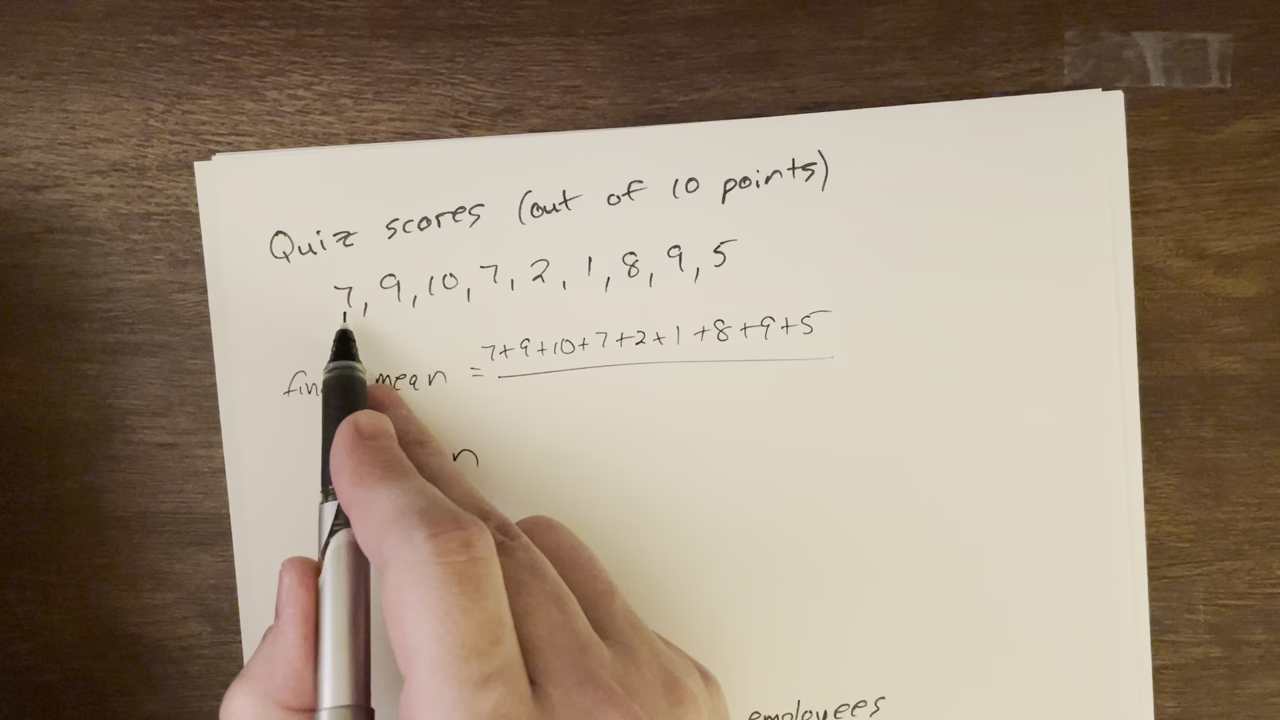 Quiz scores (out of 10 points)
7, 9, 10, 7, 2, 1, 8, 9, 5
7+9+10+7+2+1+8+9+5
mean =
employees